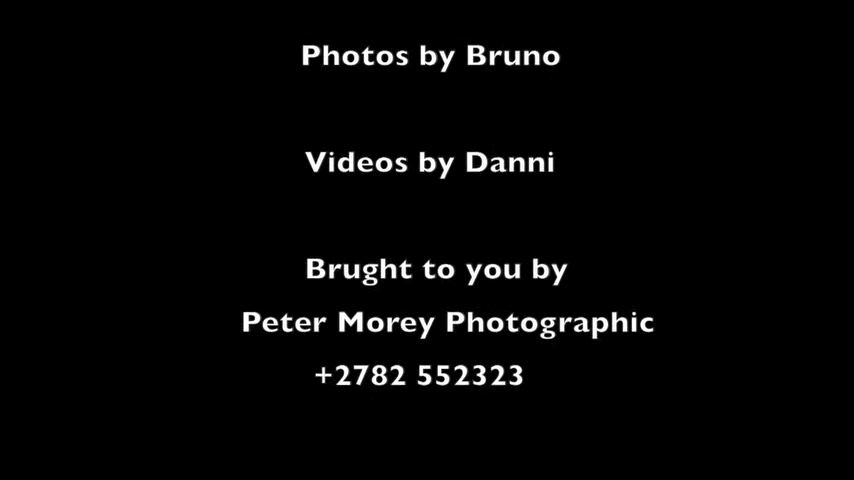 Photos by Bruno
Videos by Danni
Brught to you by
Peter Morey Photographic
+2782 552323